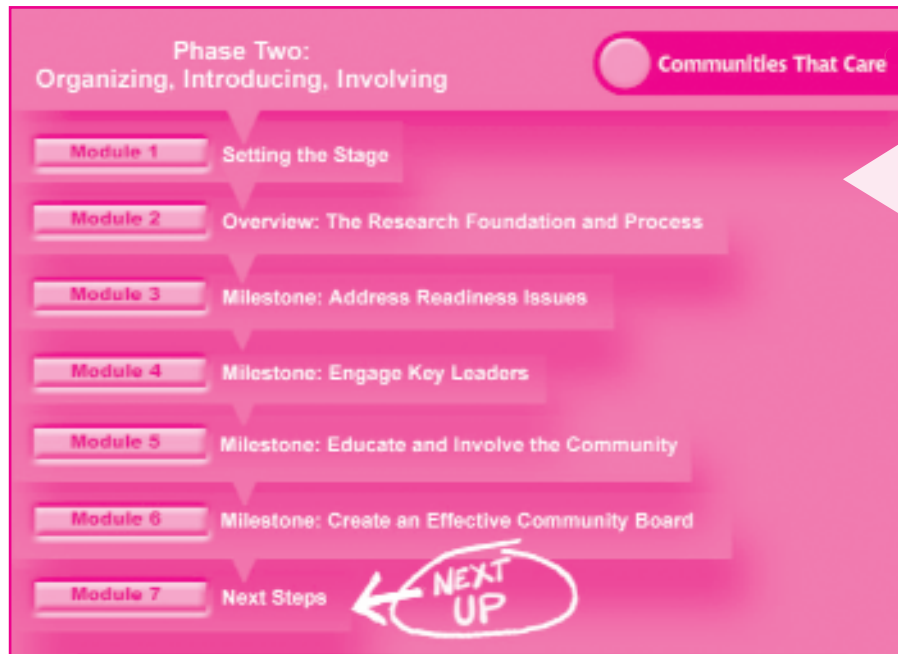 Phase Two:
Organizing, Introducing, Involving
Communities That Care
Module 1
Setting the Stage
Module 2
Overview: The Research Foundation and Process
Module 3
Milestone: Address Readiness Issues
Module 4
Milestone: Engage Key Leaders
Module 5
Milestone: Educate and Involve the Community
Module 6
Milestone: Create an Effective Community Board
Module 7
Next Steps
NEXT
UP